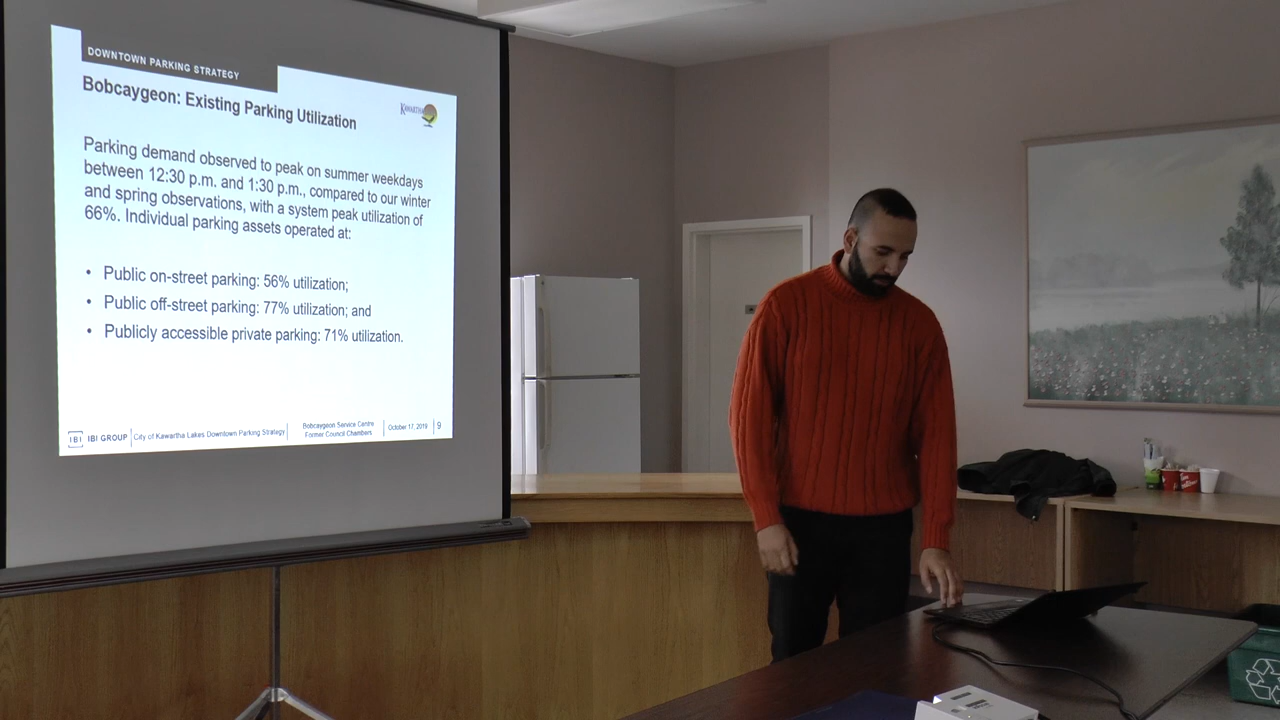 DOWNTOWN PARKING STRATEGY
Bobcaygeon: Existing Parking Utilization
KAWARTHA
Parking demand observed to peak on summer weekdays
between 12:30 p.m. and 1:30 p.m., compared to our winter
and spring observations, with a system peak utilization of
66%. Individual parking assets operated at:
• Public on-street parking: 56% utilization;
• Public off-street parking: 77% utilization; and
• Publicly accessible private parking: 71% utilization.
IBI IBI GROUP
City of Kawartha Lakes Downtown Parking Strategy
Bobcaygeon Service Centre
Former Council Chambers
October 17, 2019
9